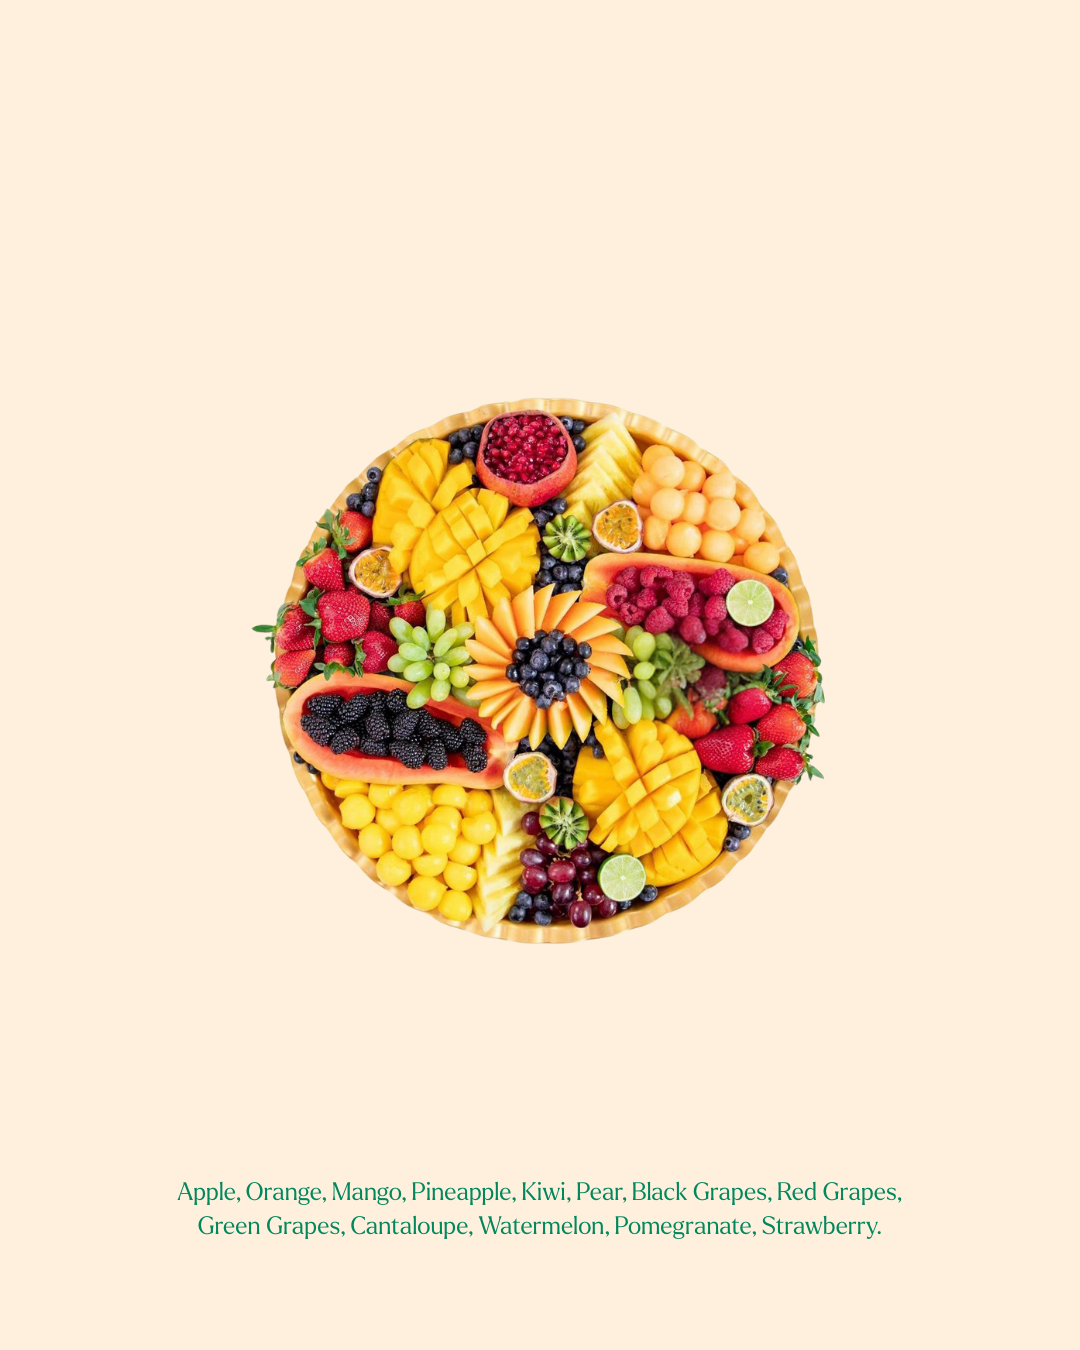 Apple, Orange, Mango, Pineapple, Kiwi, Pear, Black Grapes, Red Grapes,
Green Grapes, Cantaloupe, Watermelon, Pomegranate, Strawberry.